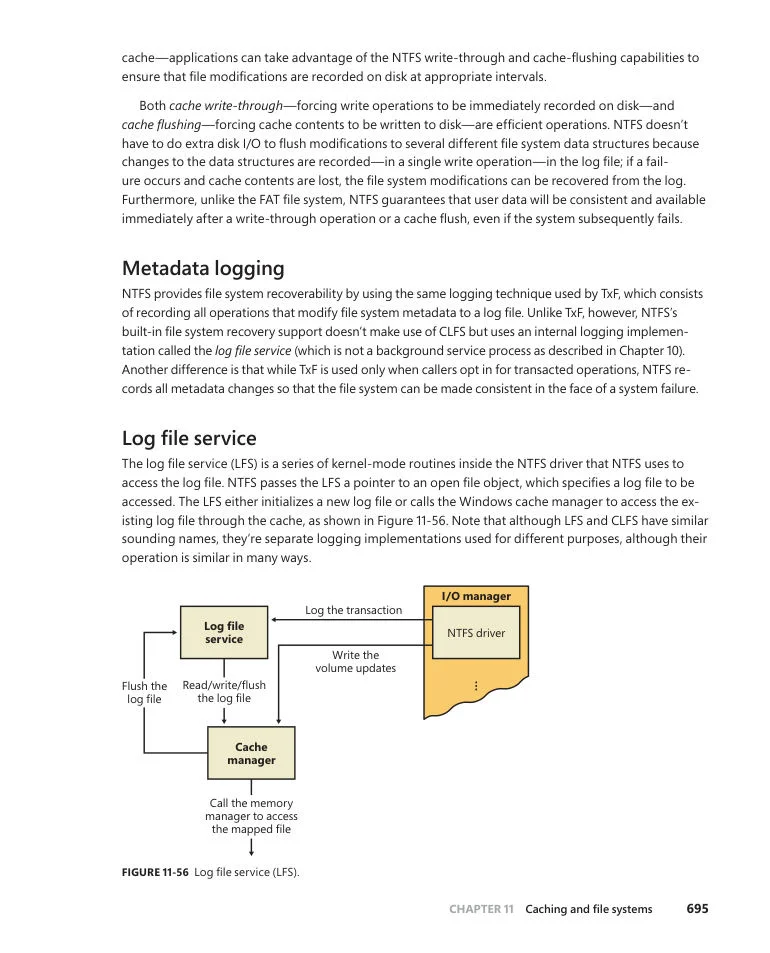 cache—applications can take advantage of the NTFS write-through and cache-flushing capabilities to
ensure that file modifications are recorded on disk at appropriate intervals.
Both cache write-through—forcing write operations to be immediately recorded on disk—and
cache flushing—forcing cache contents to be written to disk—are efficient operations. NTFS doesn’t
have to do extra disk I/O to flush modifications to several different file system data structures because
changes to the data structures are recorded—in a single write operation—in the log file; if a fail-
ure occurs and cache contents are lost, the file system modifications can be recovered from the log.
Furthermore, unlike the FAT file system, NTFS guarantees that user data will be consistent and available
immediately after a write-through operation or a cache flush, even if the system subsequently fails.
Metadata logging
NTFS provides file system recoverability by using the same logging technique used by TxF, which consists
of recording all operations that modify file system metadata to a log file. Unlike TxF, however, NTFS’s
built-in file system recovery support doesn’t make use of CLFS but uses an internal logging implemen-
tation called the log file service (which is not a background service process as described in Chapter 10).
Another difference is that while TxF is used only when callers opt in for transacted operations, NTFS re-
cords all metadata changes so that the file system can be made consistent in the face of a system failure.
Log file service
The log file service (LFS) is a series of kernel-mode routines inside the NTFS driver that NTFS uses to
access the log file. NTFS passes the LFS a pointer to an open file object, which specifies a log file to be
accessed. The LFS either initializes a new log file or calls the Windows cache manager to access the ex-
isting log file through the cache, as shown in Figure 11-56. Note that although LFS and CLFS have similar
sounding names, they’re separate logging implementations used for different purposes, although their
operation is similar in many ways.
I/O manager
Log the transaction
Log file
service
NTFS driver
Write the
volume updates
Flush the
log file
Read/write/flush
the log file
Cache
manager
Call the memory
manager to access
the mapped file
FIGURE 11-56 Log file service (LFS).
CHAPTER 11 Caching and file systems 695